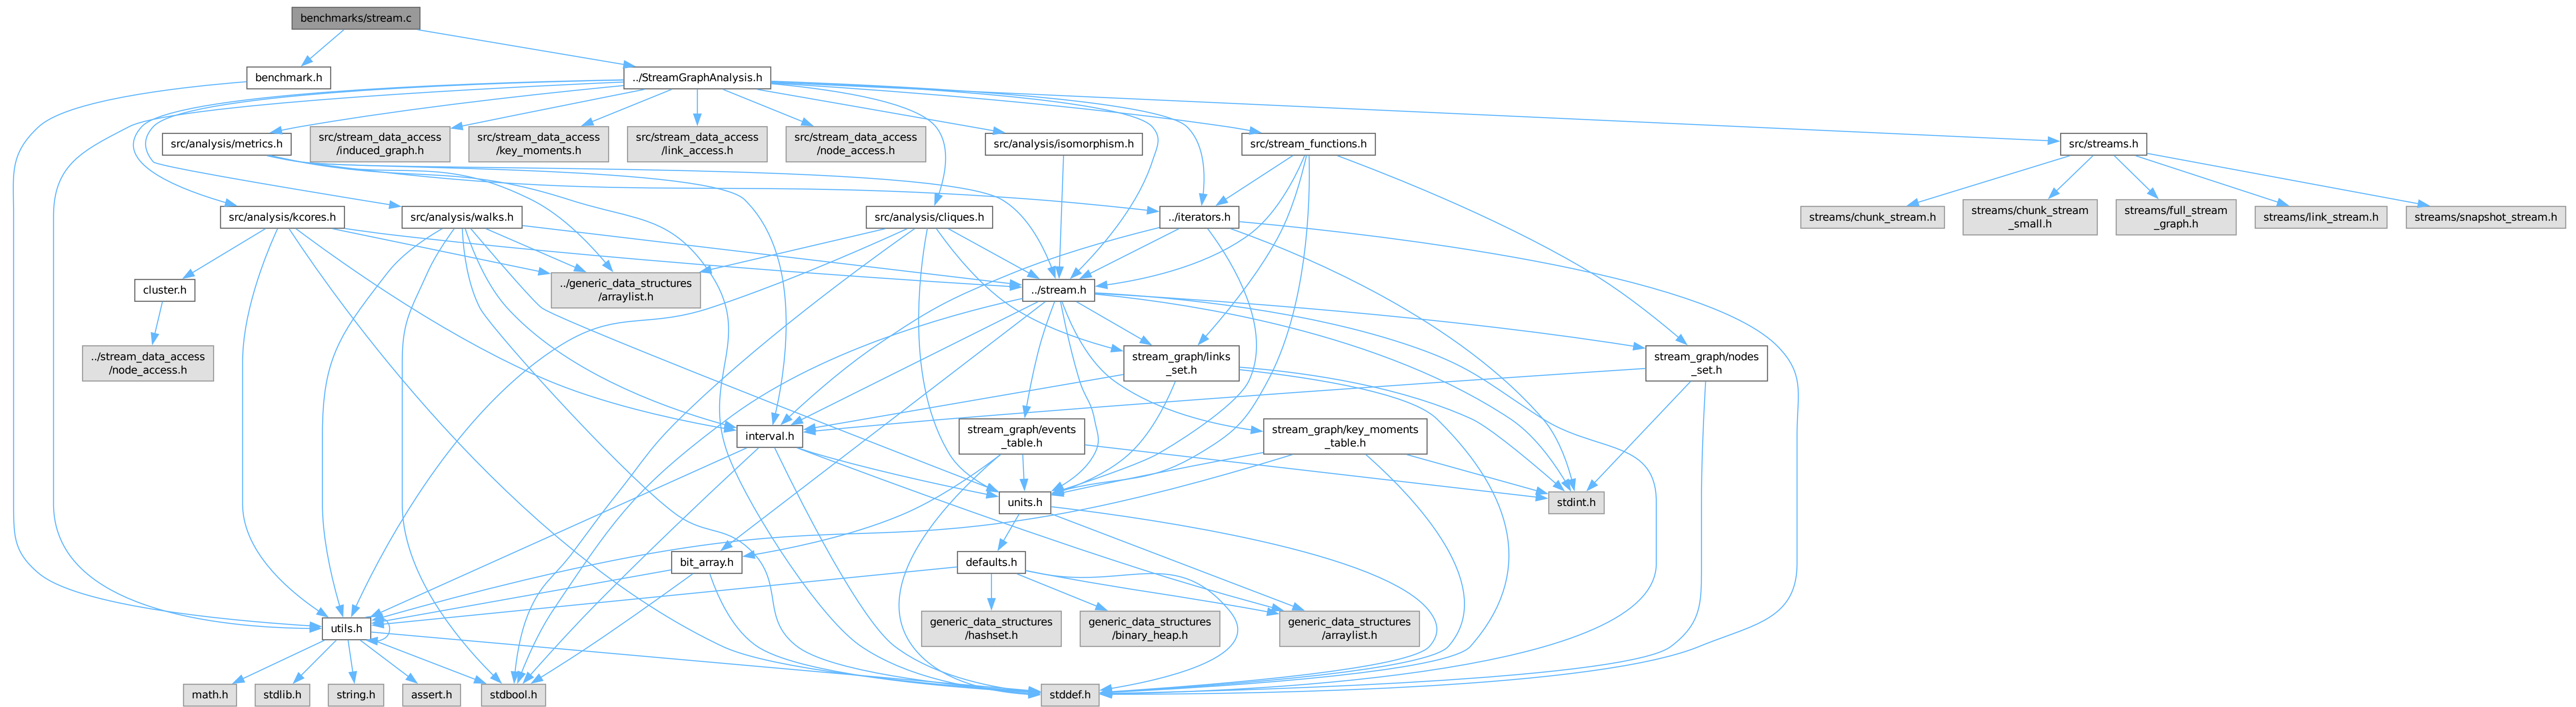 benchmarks/stream.c
benchmark.h
../StreamGraphAnalysis.h
src/analysis/metrics.h
src/stream_data_access
/induced_graph.h
src/stream_data_access
/key_moments.h
src/stream_data_access
/link_access.h
src/stream_data_access
/node_access.h
src/analysis/isomorphism.h
src/stream_functions.h
src/streams.h
src/analysis/kcores.h
src/analysis/walks.h
src/analysis/cliques.h
../iterators.h
streams/chunk_stream.h
streams/chunk_stream
_small.h
streams/full_stream
_graph.h
streams/link_stream.h
streams/snapshot_stream.h
cluster.h
../generic_data_structures
/arraylist.h
../stream.h
../stream_data_access
/node_access.h
stream_graph/links
_set.h
stream_graph/nodes
_set.h
interval.h
stream_graph/events
_table.h
stream_graph/key_moments
_table.h
units.h
stdint.h
bit_array.h
defaults.h
utils.h
generic_data_structures
/hashset.h
generic_data_structures
/binary_heap.h
generic_data_structures
/arraylist.h
math.h
stdlib.h
string.h
assert.h
stdbool.h
stddef.h